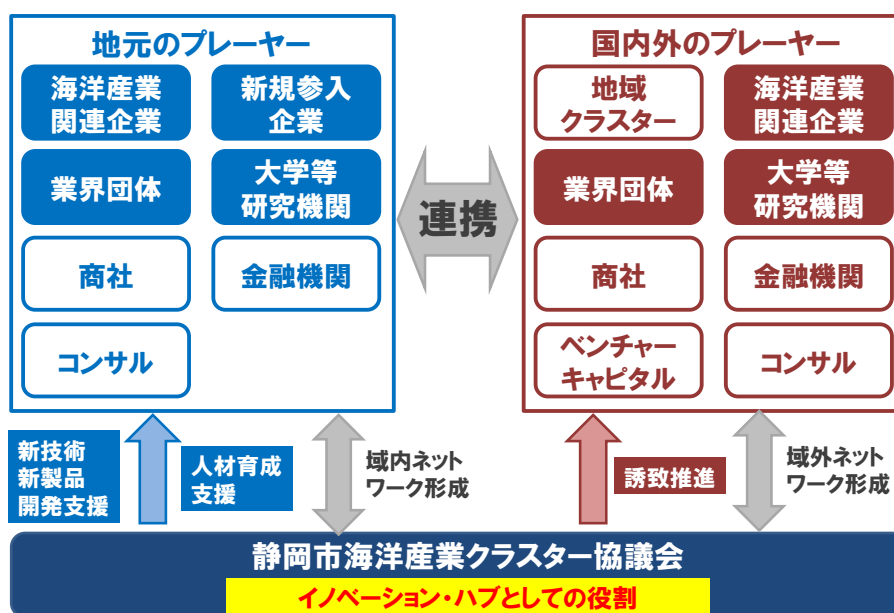 地元のプレーヤー
海洋産業
関連企業
新規参入
企業
業界団体
大学等
研究機関
商社
金融機関
コンサル
連携
国内外のプレーヤー
地域
クラスター
海洋産業
関連企業
業界団体
大学等
研究機関
商社
金融機関
ベンチャー
キャピタル
コンサル
新技術
新製品
開発支援
人材育成
支援
域内ネット
ワーク形成
誘致推進
域外ネット
ワーク形成
静岡市海洋産業クラスター協議会
イノベーション・ハブとしての役割